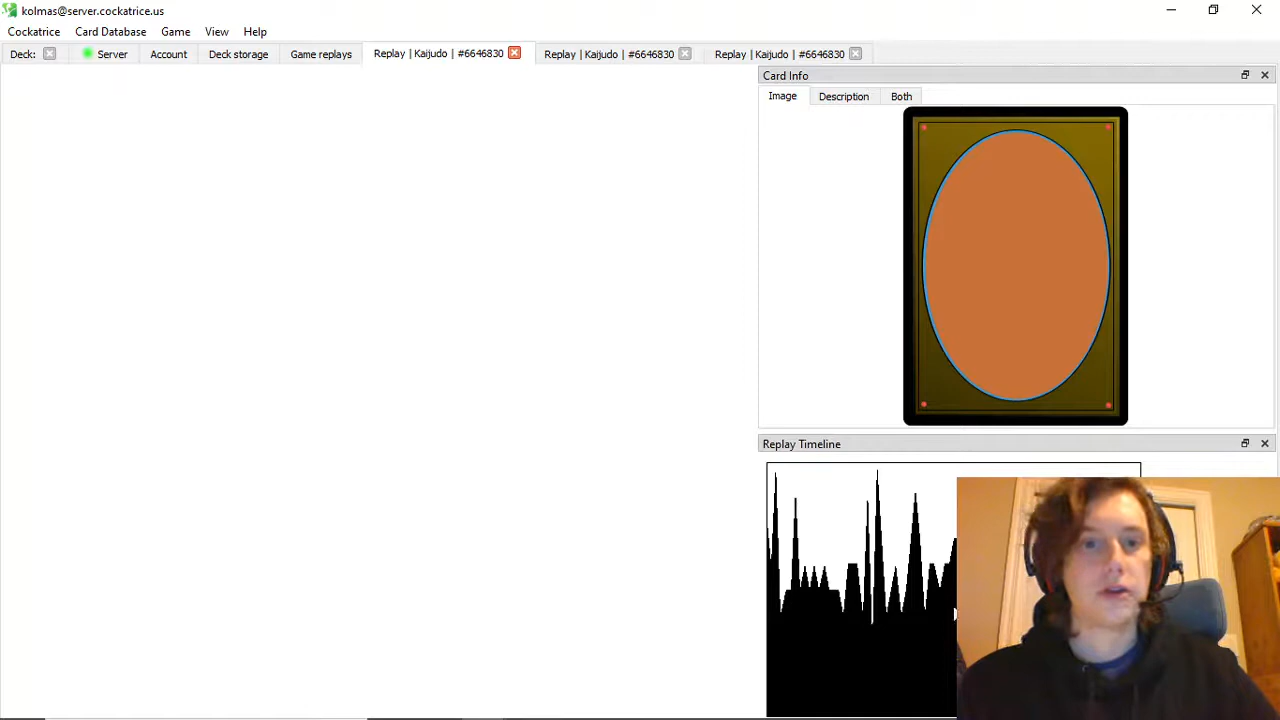 kolmas@server.cockatrice.us
Cockatrice Card Database Game View Help
Deck: Server Account Deck storage Game replays Replay | Kaijudo | #6646830 Replay | Kaijudo | #6646830 Replay | Kaijudo | #6646830
Card Info
Image Description Both
Replay Timeline